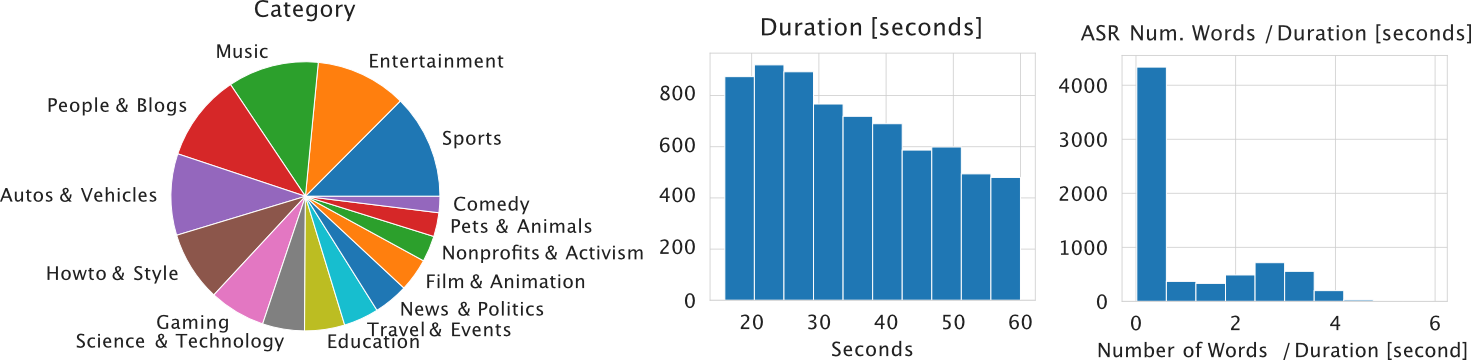 Category
Music
Entertainment
People & Blogs
Sports
Autos & Vehicles
Comedy
Pets & Animals
Nonprofits & Activism
Howto & Style
Film & Animation
News & Politics
Gaming
Travel & Events
Science & Technology
Education
Duration [seconds]
800
600
400
200
0
20 30 40 50 60
Seconds
ASR Num. Words / Duration [seconds]
4000
3000
2000
1000
0
0 2 4 6
Number of Words / Duration [second]